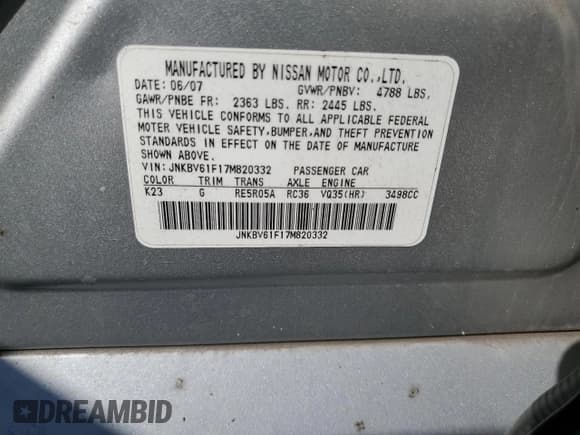 MANUFACTURED BY NISSAN MOTOR CO.,LTD.
DATE: 06/07 GVWR/PNBV: 4788 LBS.
GAWR/PNBE FR: 2363 LBS. RR: 2445 LBS.
THIS VEHICLE CONFORMS TO ALL APPLICABLE FEDERAL
MOTER VEHICLE SAFETY,BUMPER,AND THEFT PREVENTION
STANDARDS IN EFFECT ON THE DATE OF MANUFACTURE
SHOWN ABOVE.
VIN: JNKBV61F17M820332 PASSENGER CAR
COLOR TRIM TRANS AXLE ENGINE
K23 G RE5R05A RC36 VQ35(HR) 3498CC
JNKBV61F17M820332
DREAMBID